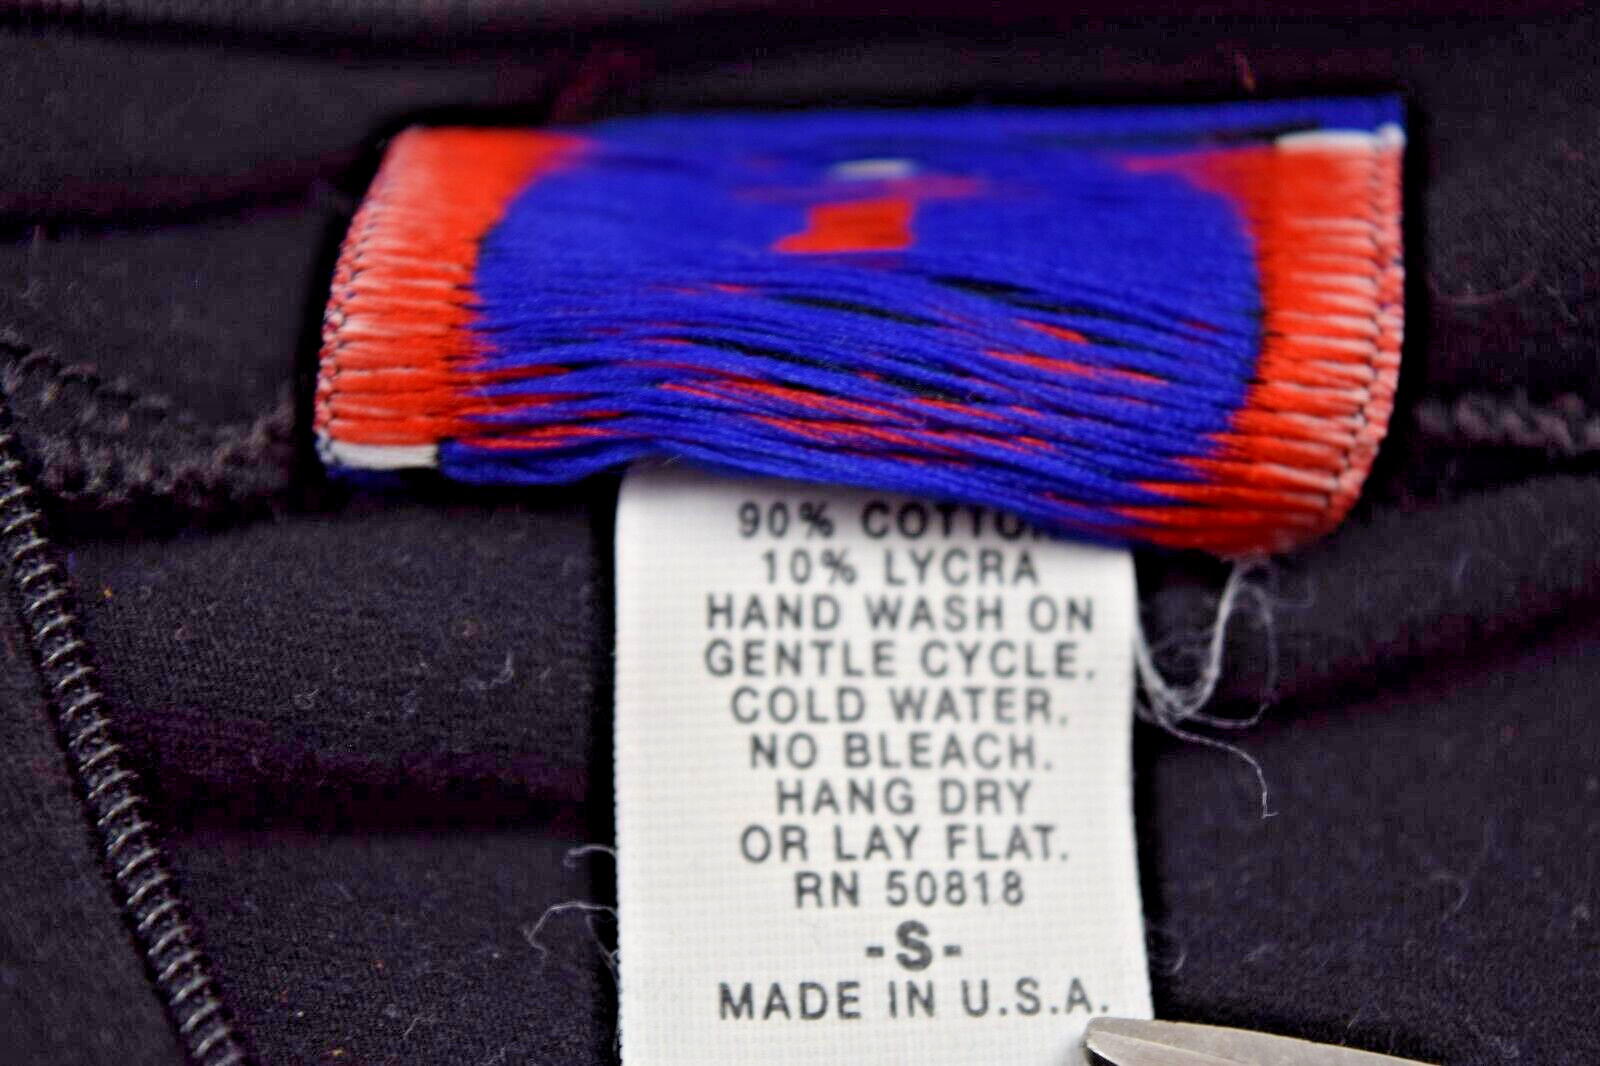 90% COTTO
10% LYCRA
HAND WASH ON
GENTLE CYCLE.
COLD WATER.
NO BLEACH.
HANG DRY
OR LAY FLAT.
RN 50818
-S-
MADE IN U.S.A.